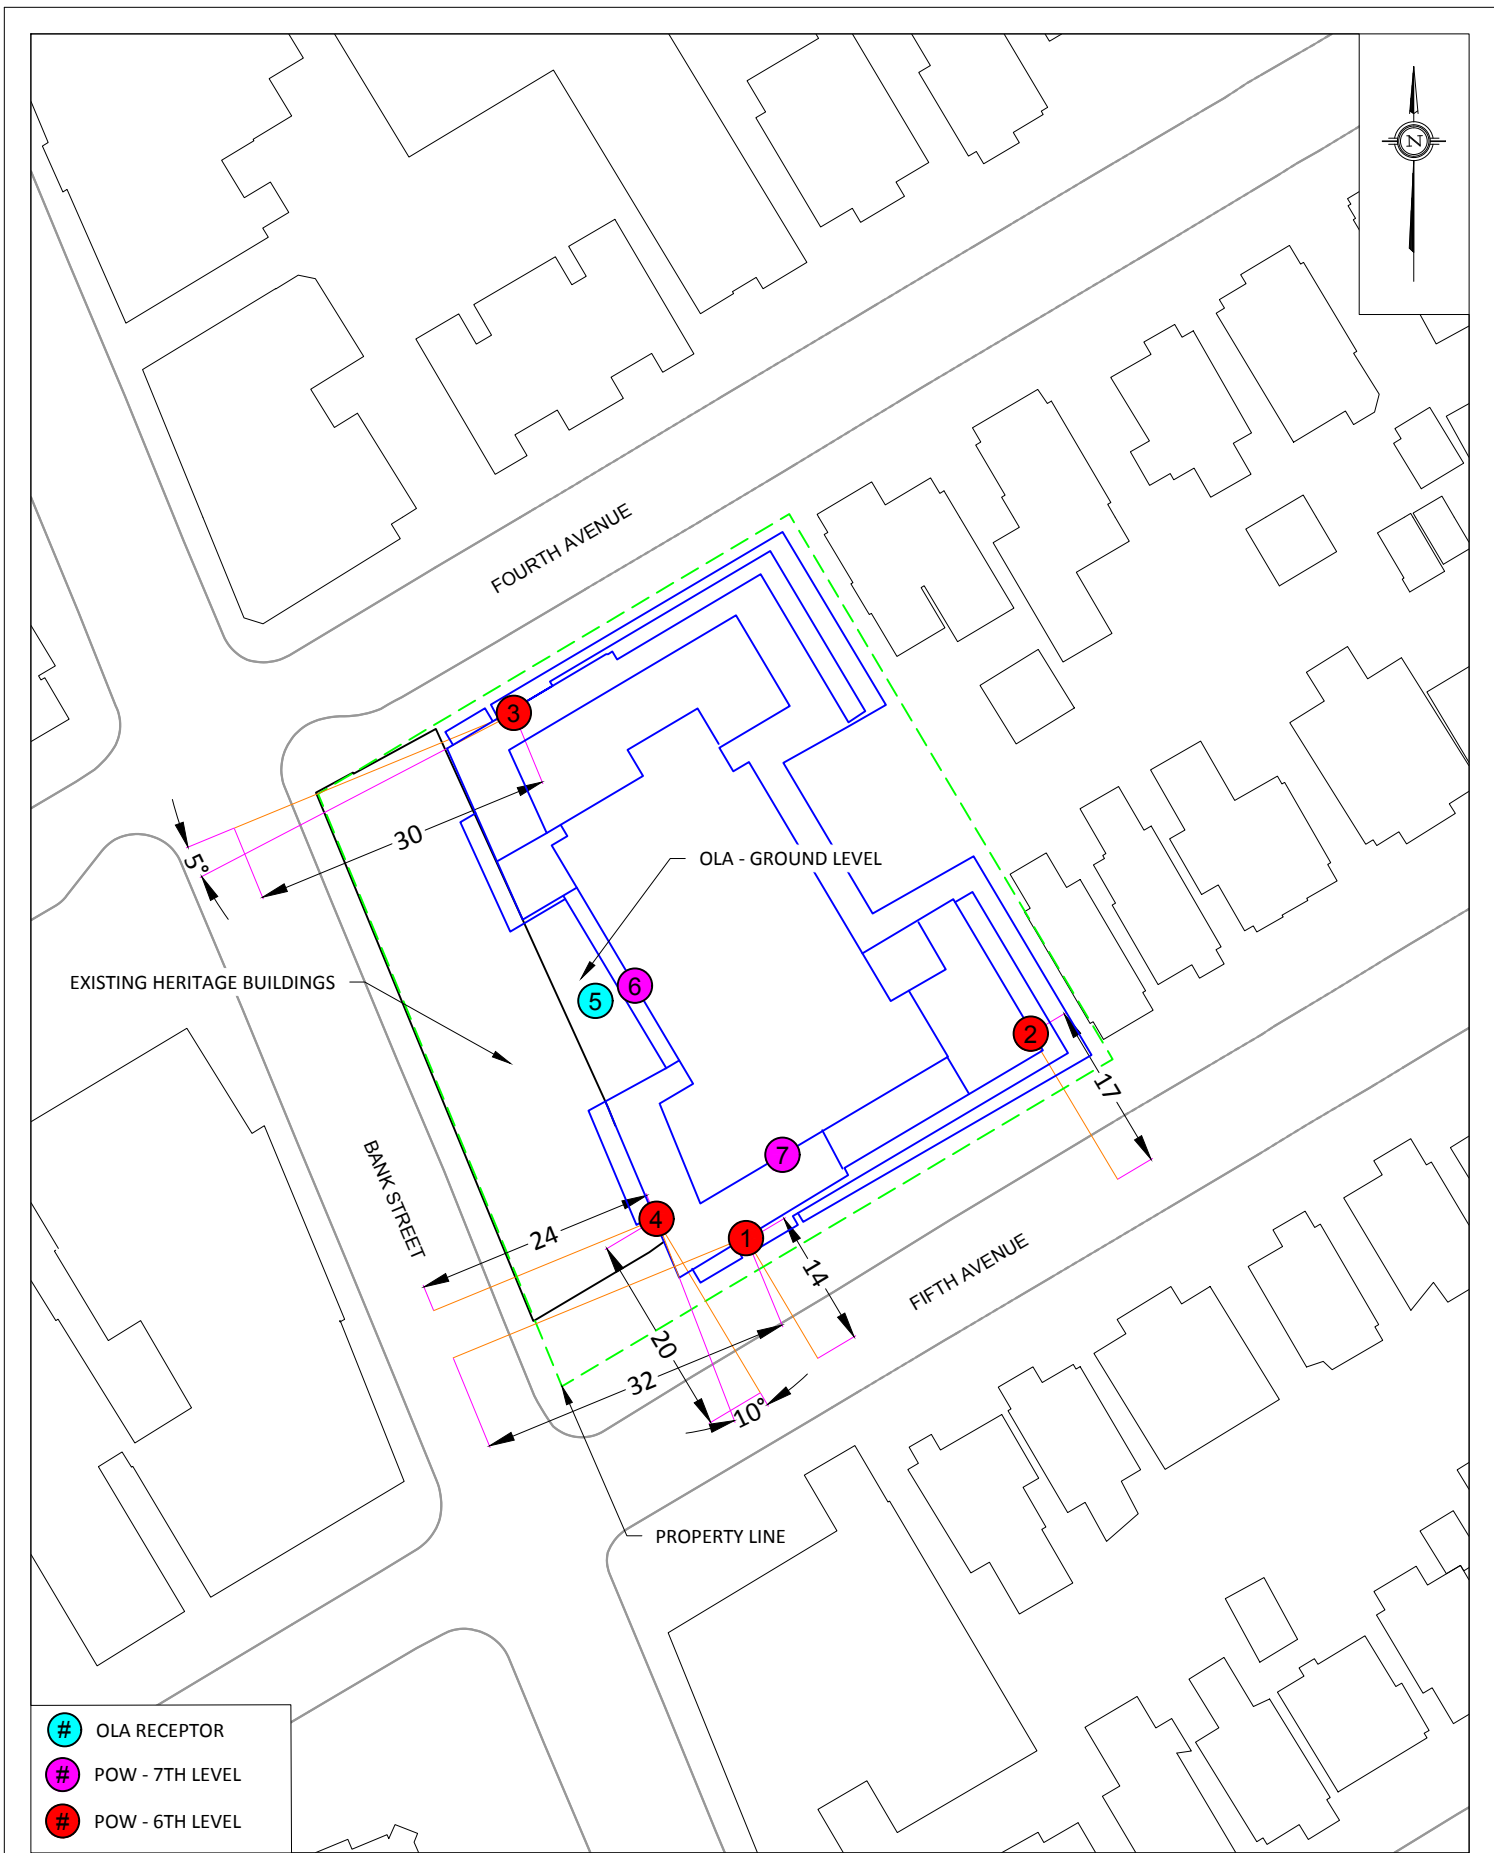 N
FOURTH AVENUE
3
30
5°
OLA - GROUND LEVEL
EXISTING HERITAGE BUILDINGS
6
5
2
17
7
BANK STREET
4
24
1
14
FIFTH AVENUE
20
32
10°
PROPERTY LINE
# OLA RECEPTOR
# POW - 7TH LEVEL
# POW - 6TH LEVEL